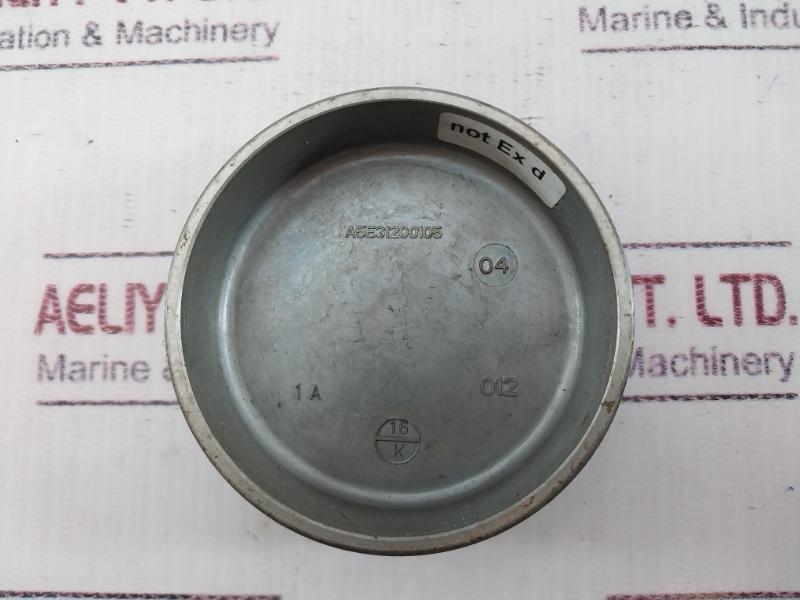 ation & Machinery
Marine & Indu
not Ex d
A5E31200105
04
AELIY
T. LTD.
Marine &
Machinery
1 A
012
16
K